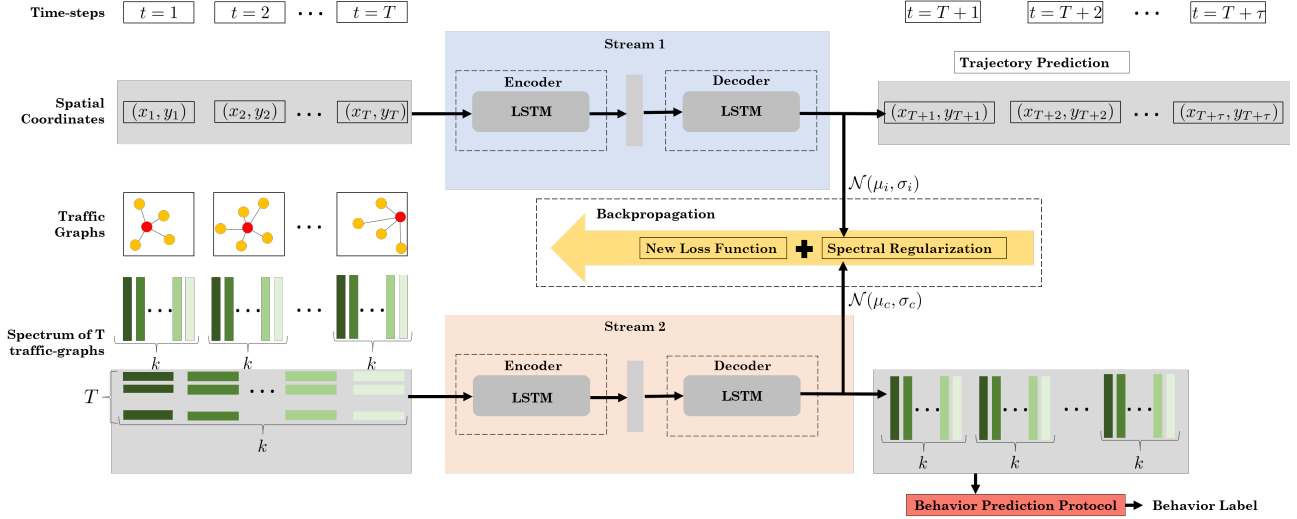 Time-steps
t = 1
t = 2
...
t = T
t = T + 1
t = T + 2
...
t = T + τ
Stream 1
Trajectory Prediction
Encoder
Decoder
Spatial
Coordinates
(x_1, y_1)
(x_2, y_2)
...
(x_T, y_T)
LSTM
LSTM
(x_{T+1}, y_{T+1})
(x_{T+2}, y_{T+2})
...
(x_{T+τ}, y_{T+τ})
𝒩(μ_i, σ_i)
Traffic
Graphs
...
Backpropagation
New Loss Function
+
Spectral Regularization
𝒩(μ_c, σ_c)
Spectrum of T
traffic-graphs
...
...
...
...
k
k
k
Stream 2
Encoder
Decoder
T
...
k
LSTM
LSTM
...
...
...
...
k
k
k
Behavior Prediction Protocol
Behavior Label